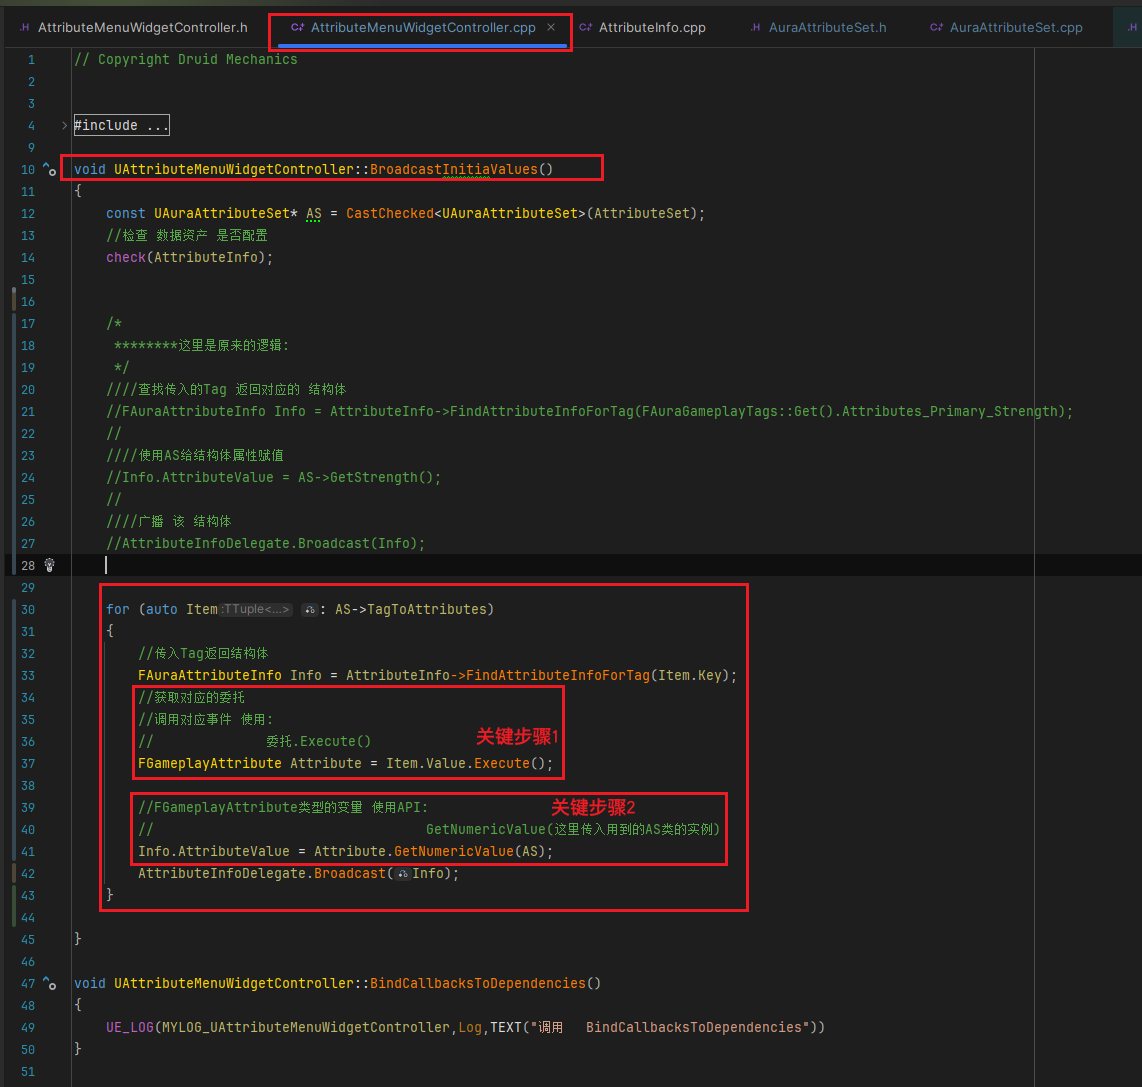 .H AttributeMenuWidgetController.h C++ AttributeMenuWidgetController.cpp × C++ AttributeInfo.cpp .H AuraAttributeSet.h C++ AuraAttributeSet.cpp .H
1 // Copyright Druid Mechanics
2
3
4 #include ...
9
10 void UAttributeMenuWidgetController::BroadcastInitiaValues()
11 {
12 const UAuraAttributeSet* AS = CastChecked<UAuraAttributeSet>(AttributeSet);
13 //检查 数据资产 是否配置
14 check(AttributeInfo);
15
16
17 /*
18 ********这里是原来的逻辑:
19 */
20 ////查找传入的Tag 返回对应的 结构体
21 //FAuraAttributeInfo Info = AttributeInfo->FindAttributeInfoForTag(FAuraGameplayTags::Get().Attributes_Primary_Strength);
22 //
23 ////使用AS给结构体属性赋值
24 //Info.AttributeValue = AS->GetStrength();
25 //
26 ////广播 该 结构体
27 //AttributeInfoDelegate.Broadcast(Info);
28
29
30 for (auto Item :TTuple<...> : AS->TagToAttributes)
31 {
32 //传入Tag返回结构体
33 FAuraAttributeInfo Info = AttributeInfo->FindAttributeInfoForTag(Item.Key);
34 //获取对应的委托
35 //调用对应事件 使用:
36 // 委托.Execute() 关键步骤1
37 FGameplayAttribute Attribute = Item.Value.Execute();
38
39 //FGameplayAttribute类型的变量 使用API: 关键步骤2
40 // GetNumericValue(这里传入用到的AS类的实例)
41 Info.AttributeValue = Attribute.GetNumericValue(AS);
42 AttributeInfoDelegate.Broadcast(Info);
43 }
44
45 }
46
47 void UAttributeMenuWidgetController::BindCallbacksToDependencies()
48 {
49 UE_LOG(MYLOG_UAttributeMenuWidgetController,Log,TEXT("调用 BindCallbacksToDependencies"))
50 }
51